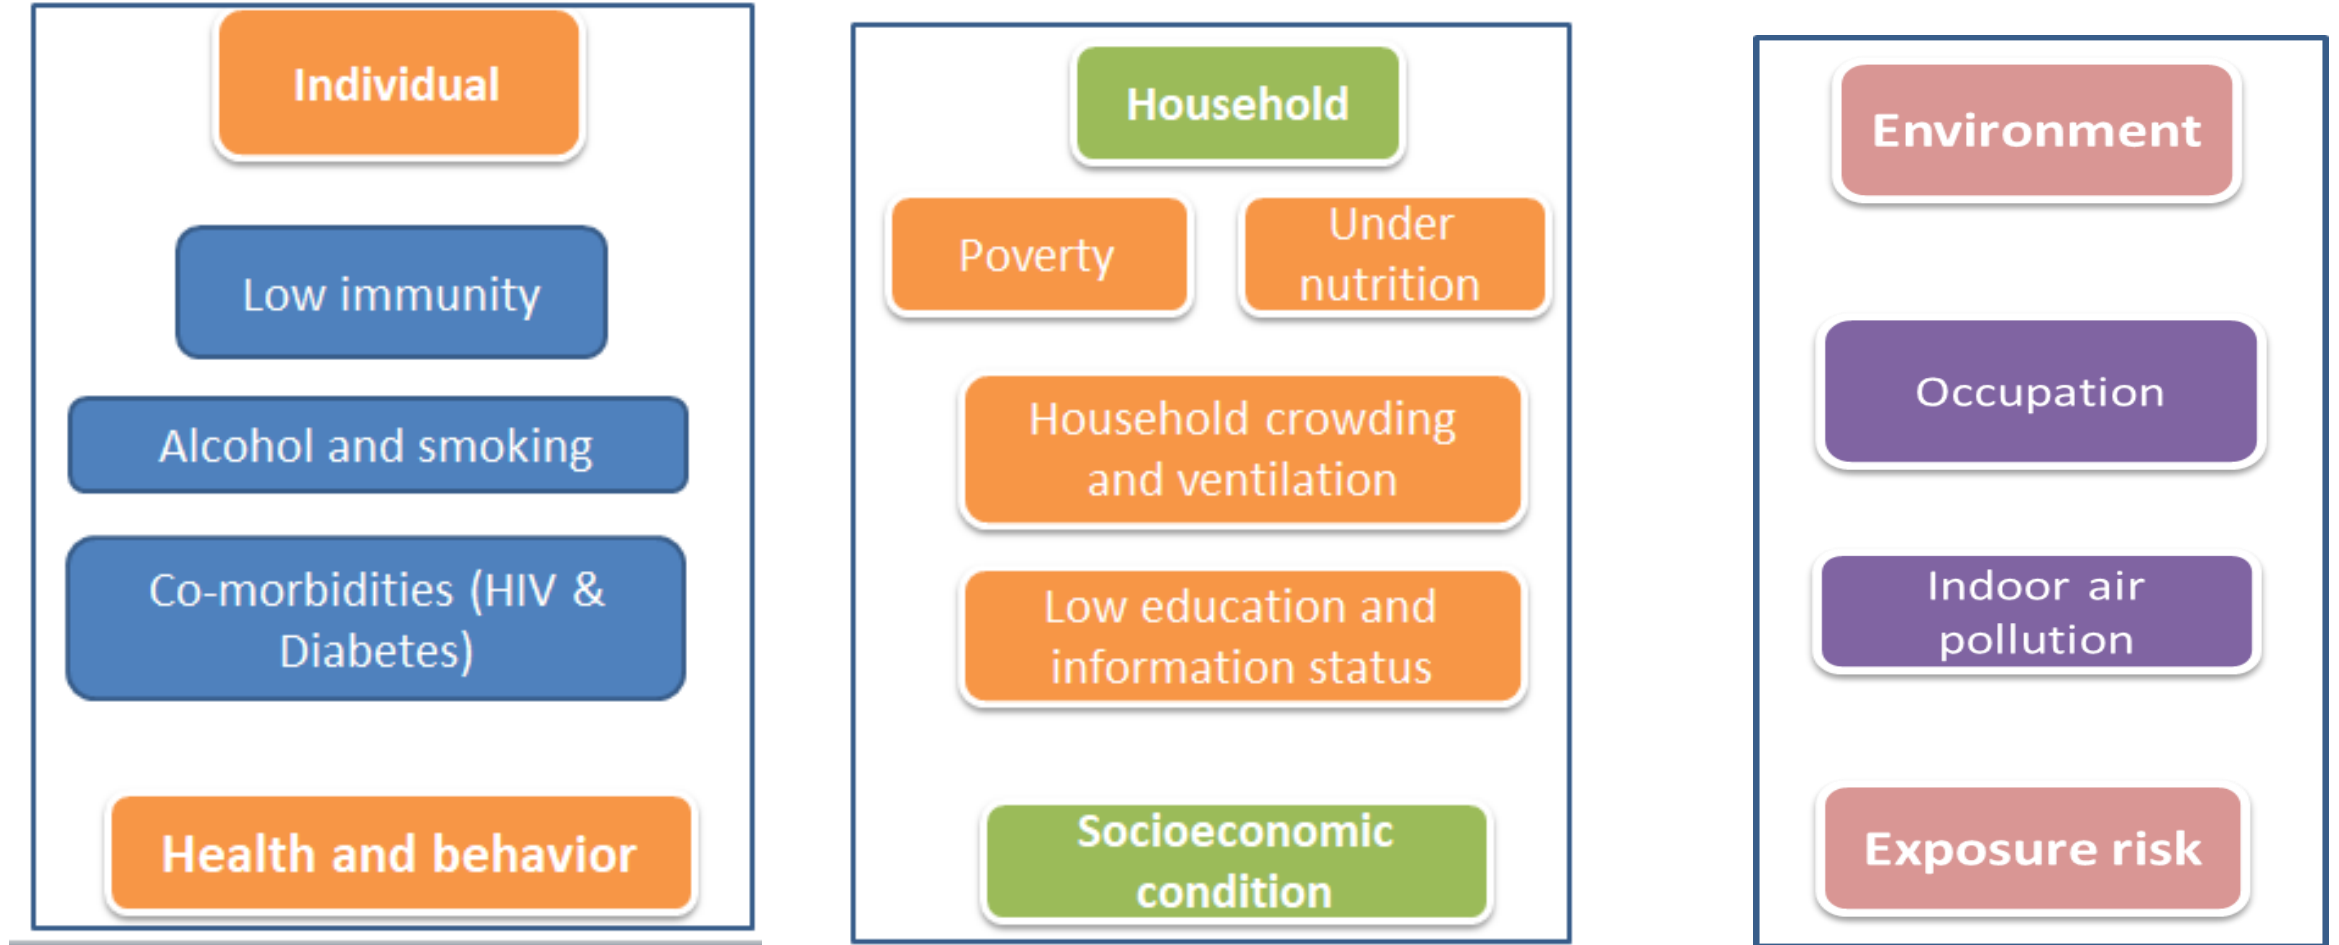 Individual
Low immunity
Alcohol and smoking
Co-morbidities (HIV &
Diabetes)
Health and behavior
Household
Poverty
Under
nutrition
Household crowding
and ventilation
Low education and
information status
Socioeconomic
condition
Environment
Occupation
Indoor air
pollution
Exposure risk